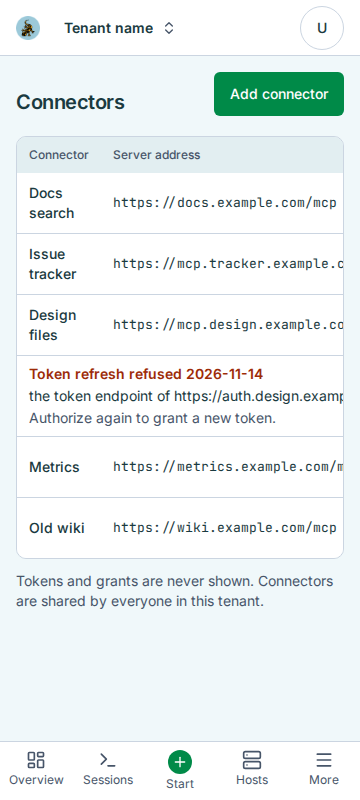 Tenant name
U
Connectors
Add connector
Connector Server address
Docs search https://docs.example.com/mcp
Issue tracker https://mcp.tracker.example.c
Design files https://mcp.design.example.co
Token refresh refused 2026-11-14
the token endpoint of https://auth.design.examp
Authorize again to grant a new token.
Metrics https://metrics.example.com/m
Old wiki https://wiki.example.com/mcp
Tokens and grants are never shown. Connectors
are shared by everyone in this tenant.
Overview Sessions Start Hosts More